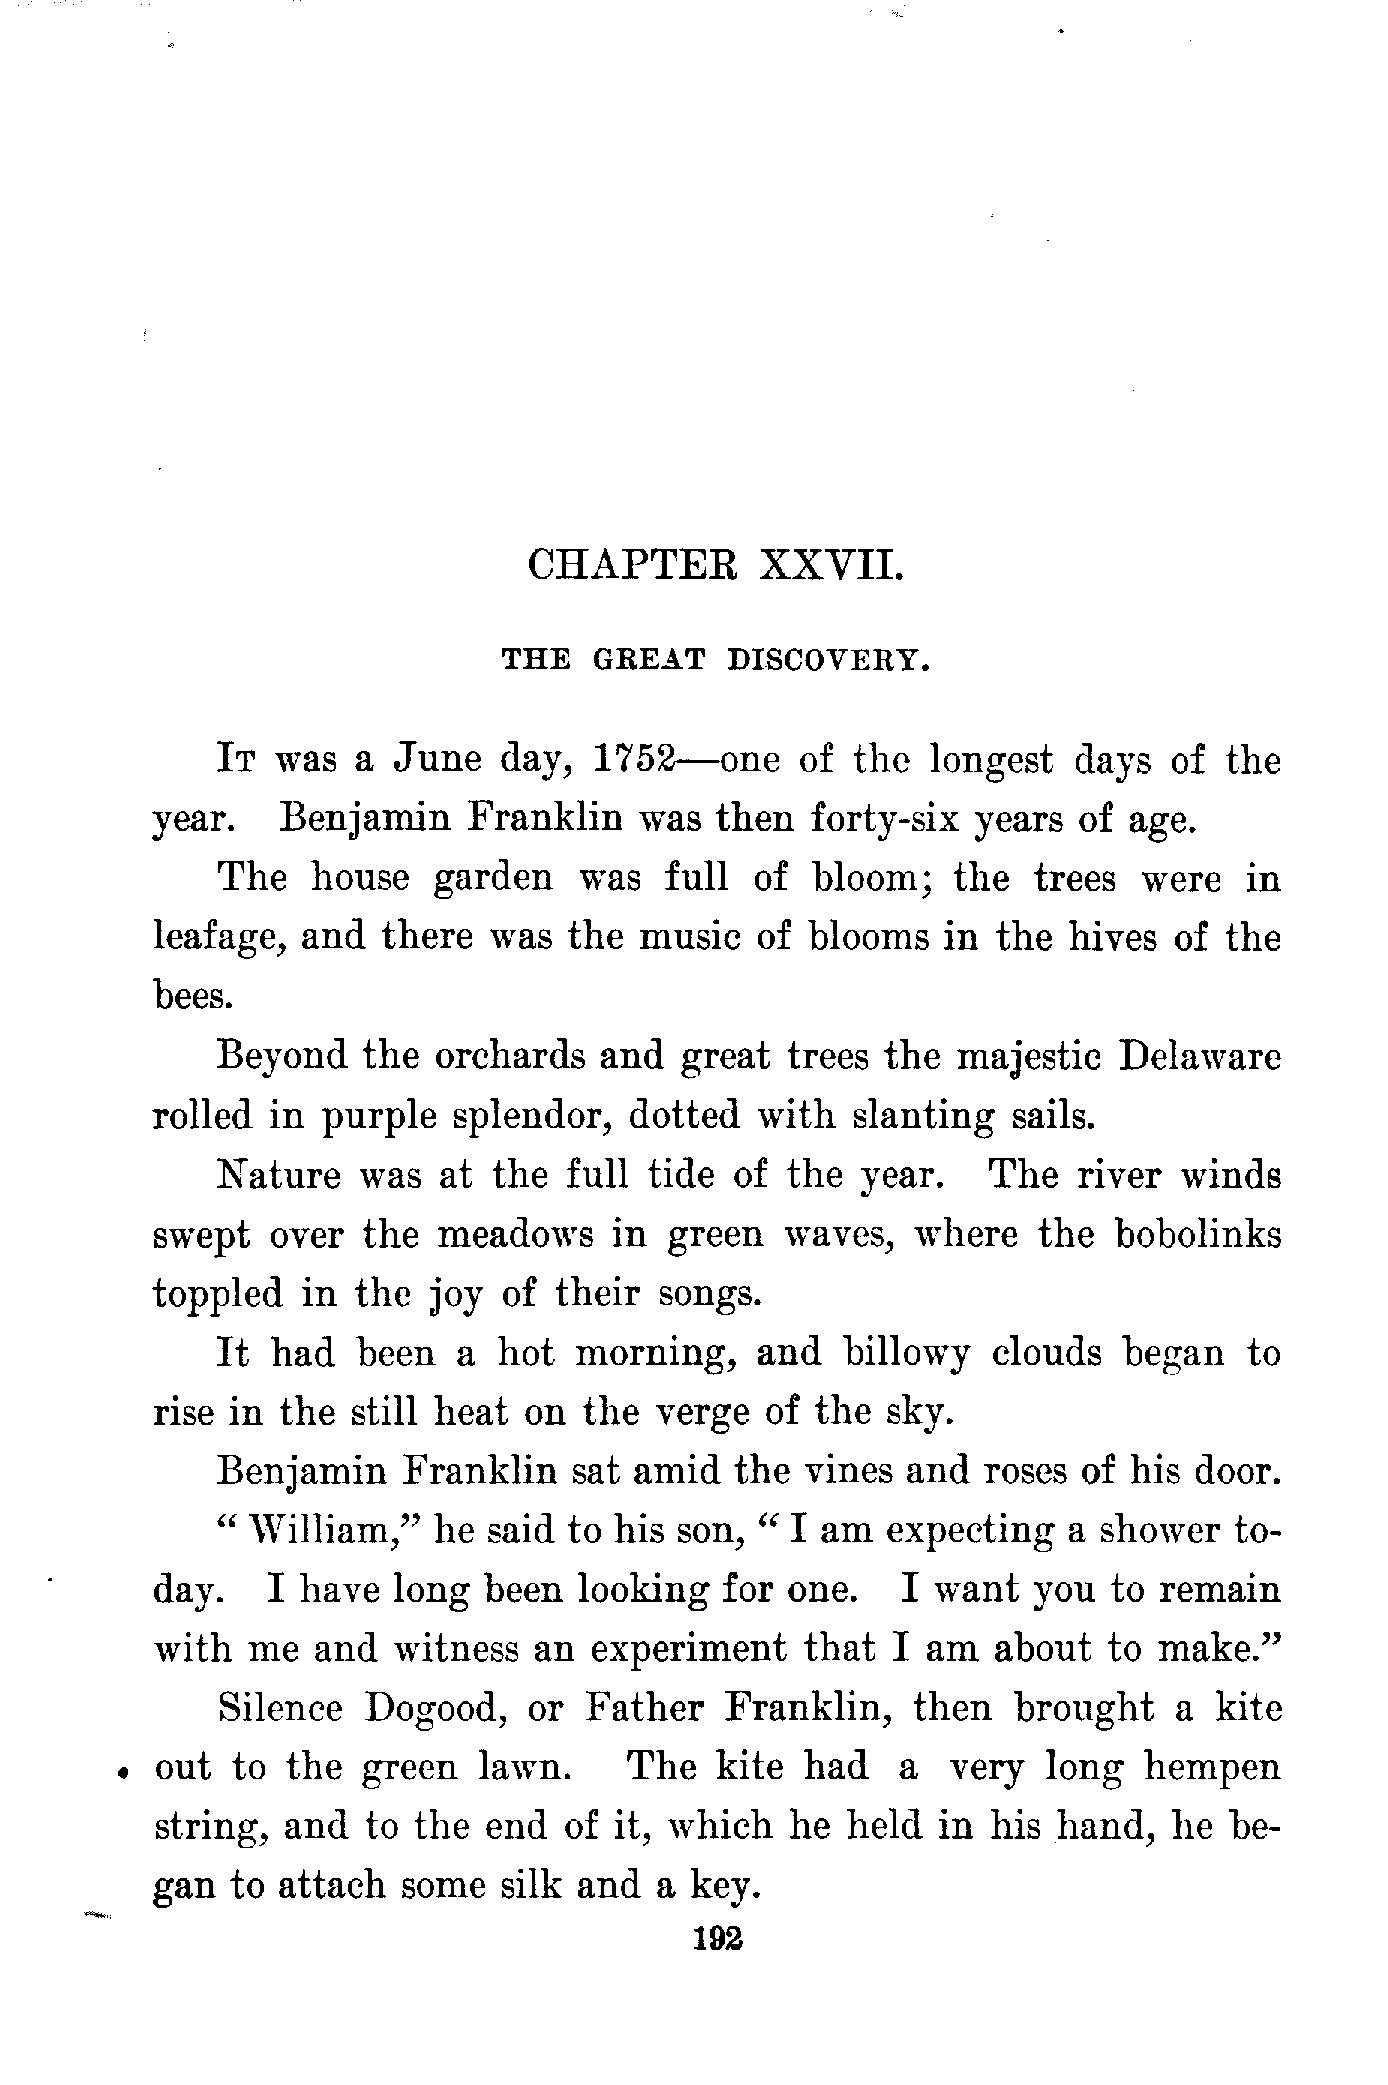 CHAPTER XXVII.
THE GREAT DISCOVERY.
IT was a June day, 1752—one of the longest days of the
year. Benjamin Franklin was then forty-six years of age.
The house garden was full of bloom; the trees were in
leafage, and there was the music of blooms in the hives of the
bees.
Beyond the orchards and great trees the majestic Delaware
rolled in purple splendor, dotted with slanting sails.
Nature was at the full tide of the year. The river winds
swept over the meadows in green waves, where the bobolinks
toppled in the joy of their songs.
It had been a hot morning, and billowy clouds began to
rise in the still heat on the verge of the sky.
Benjamin Franklin sat amid the vines and roses of his door.
“ William,” he said to his son, “ I am expecting a shower to-
day. I have long been looking for one. I want you to remain
with me and witness an experiment that I am about to make.”
Silence Dogood, or Father Franklin, then brought a kite
out to the green lawn. The kite had a very long hempen
string, and to the end of it, which he held in his hand, he be-
gan to attach some silk and a key.
192